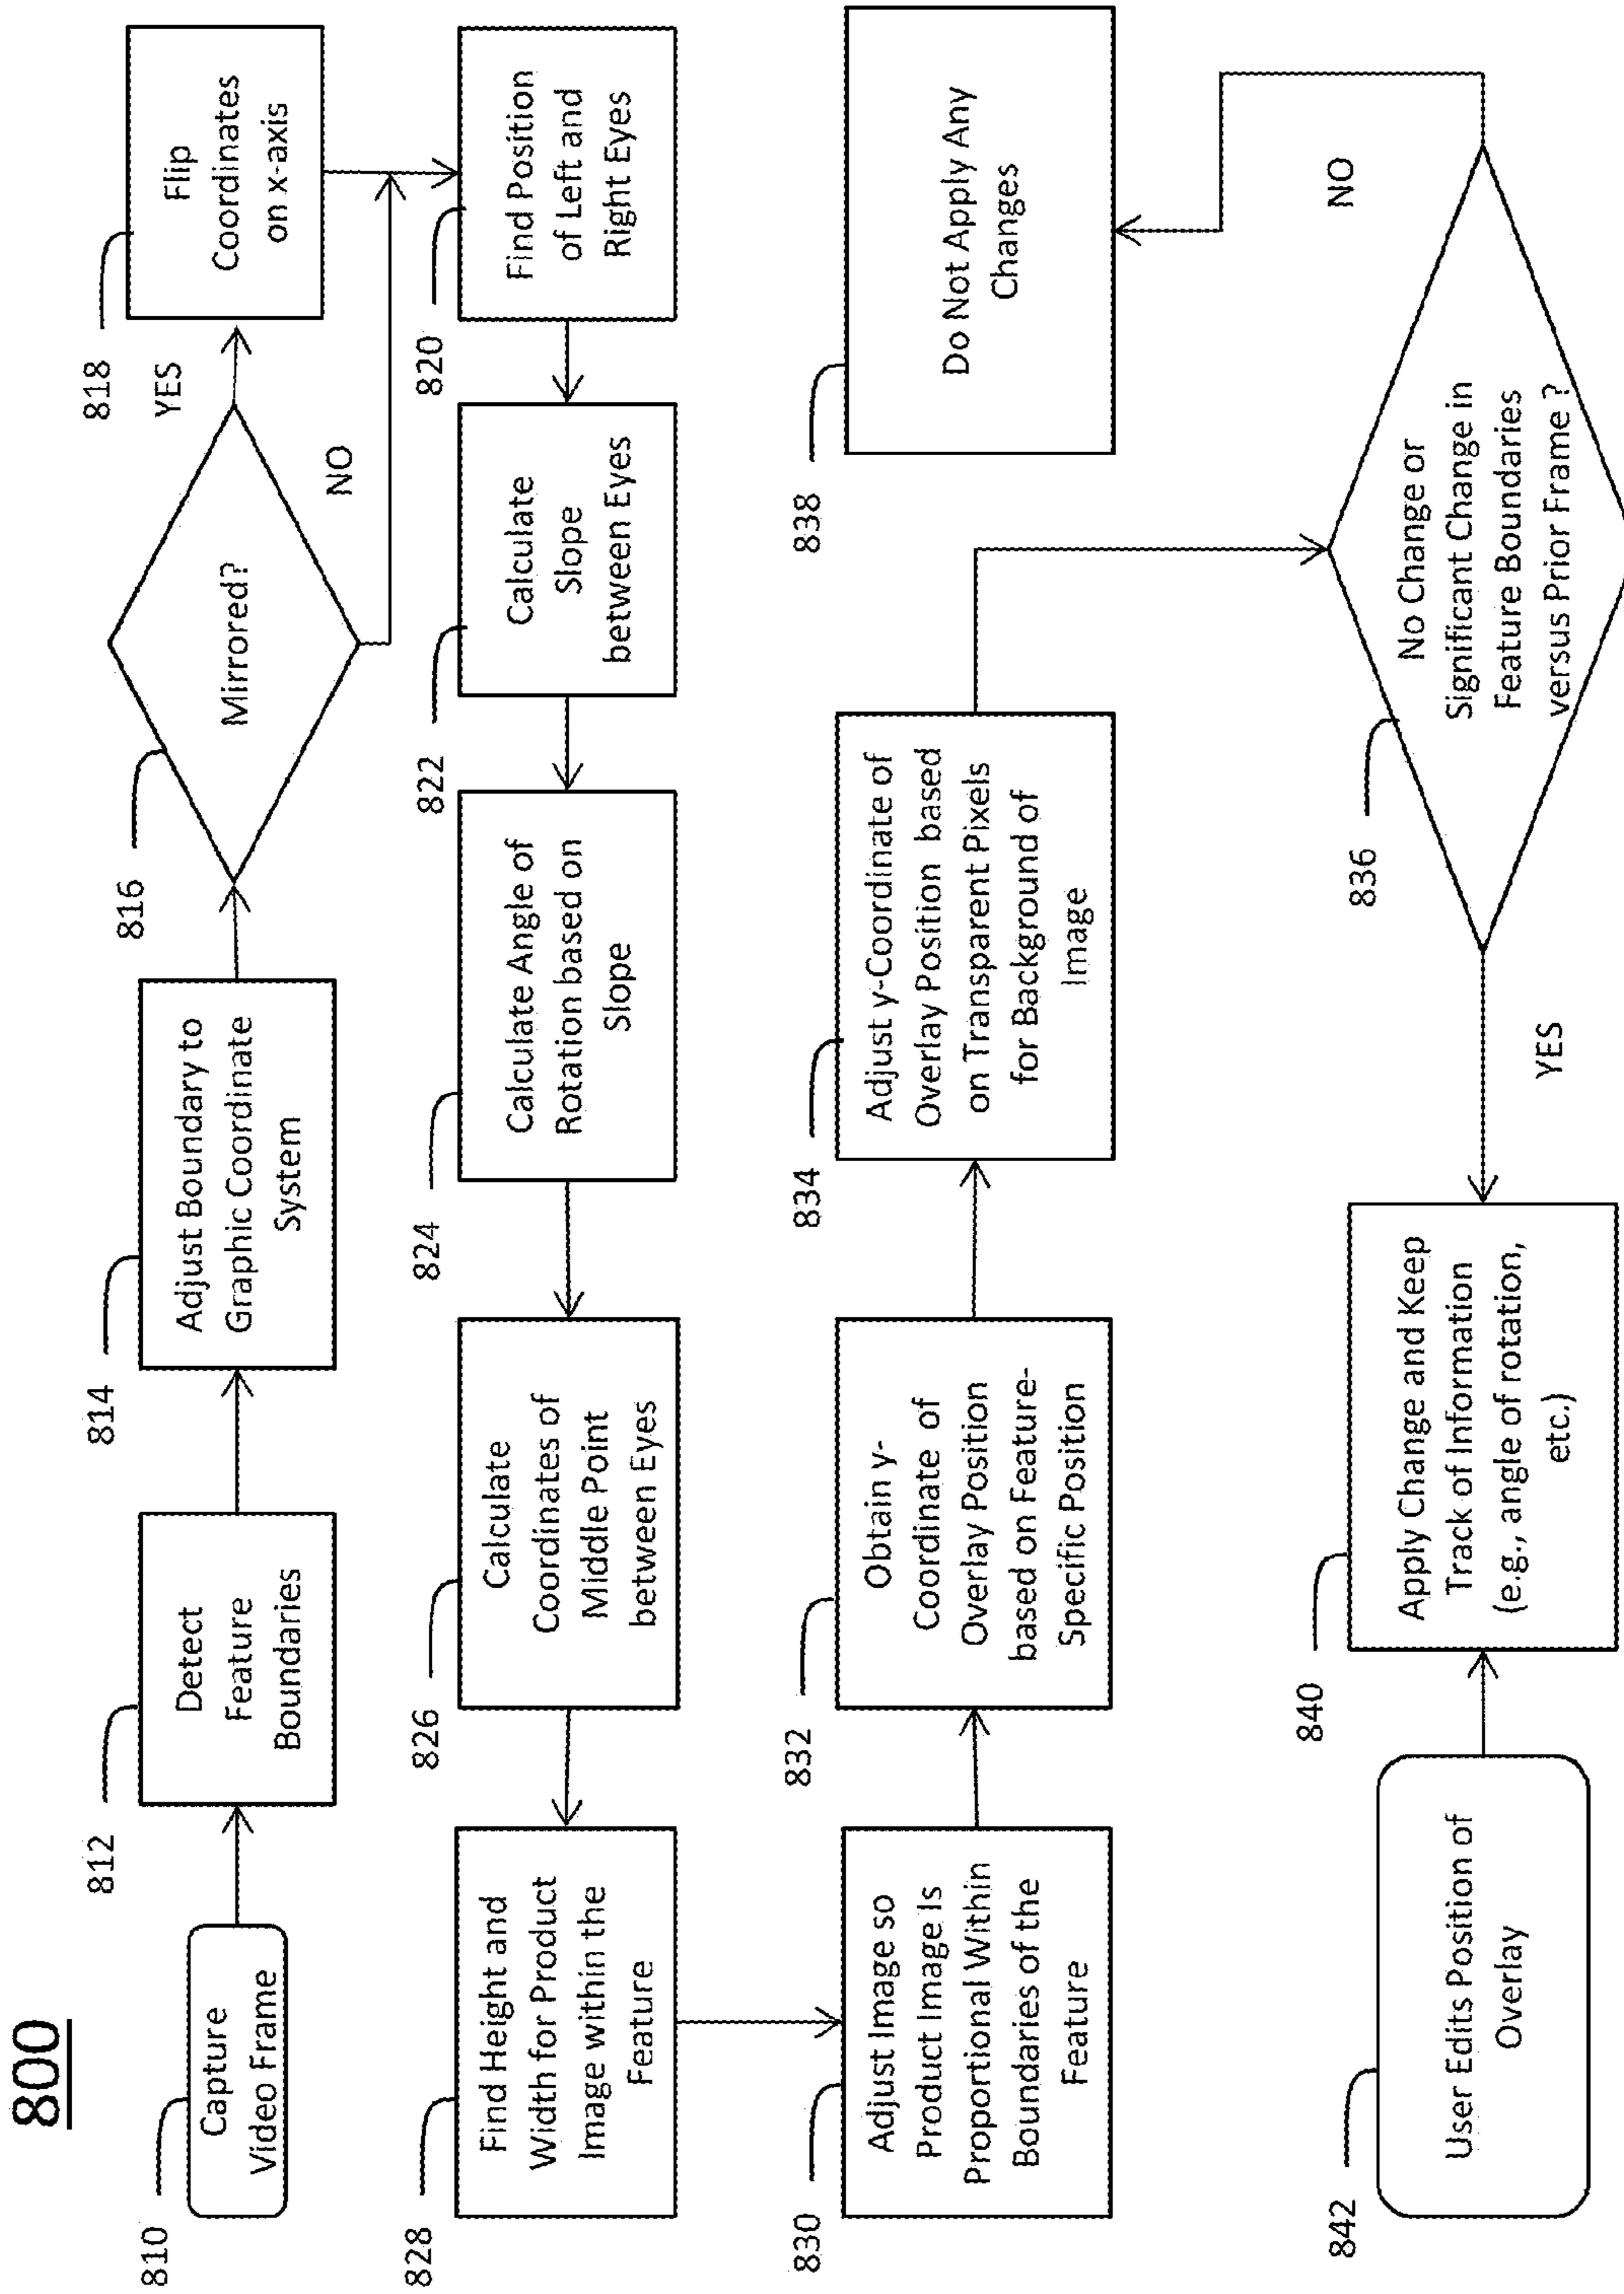 800
810
Capture
Video Frame
812
Detect
Feature
Boundaries
814
Adjust Boundary to
Graphic Coordinate
System
816
Mirrored?
YES
NO
818
Flip
Coordinates
on x-axis
820
Find Position
of Left and
Right Eyes
822
Calculate
Slope
between Eyes
824
Calculate Angle of
Rotation based on
Slope
826
Calculate
Coordinates of
Middle Point
between Eyes
828
Find Height and
Width for Product
Image within the
Feature
830
Adjust Image so
Product Image Is
Proportional Within
Boundaries of the
Feature
832
Obtain y-
Coordinate of
Overlay Position
based on Feature-
Specific Position
834
Adjust y-Coordinate of
Overlay Position based
on Transparent Pixels
for Background of
Image
836
No Change or
Significant Change in
Feature Boundaries
versus Prior Frame ?
NO
838
Do Not Apply Any
Changes
YES
840
Apply Change and Keep
Track of Information
(e.g., angle of rotation,
etc.)
842
User Edits Position of
Overlay